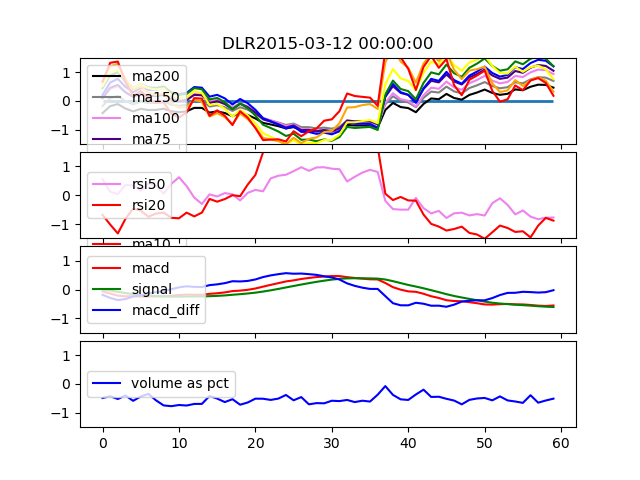 DLR2015-03-12 00:00:00
1
0
−1
ma200
ma150
ma100
ma75
1
0
−1
rsi50
rsi20
ma10
1
0
−1
macd
signal
macd_diff
1
0
−1
volume as pct
0 10 20 30 40 50 60